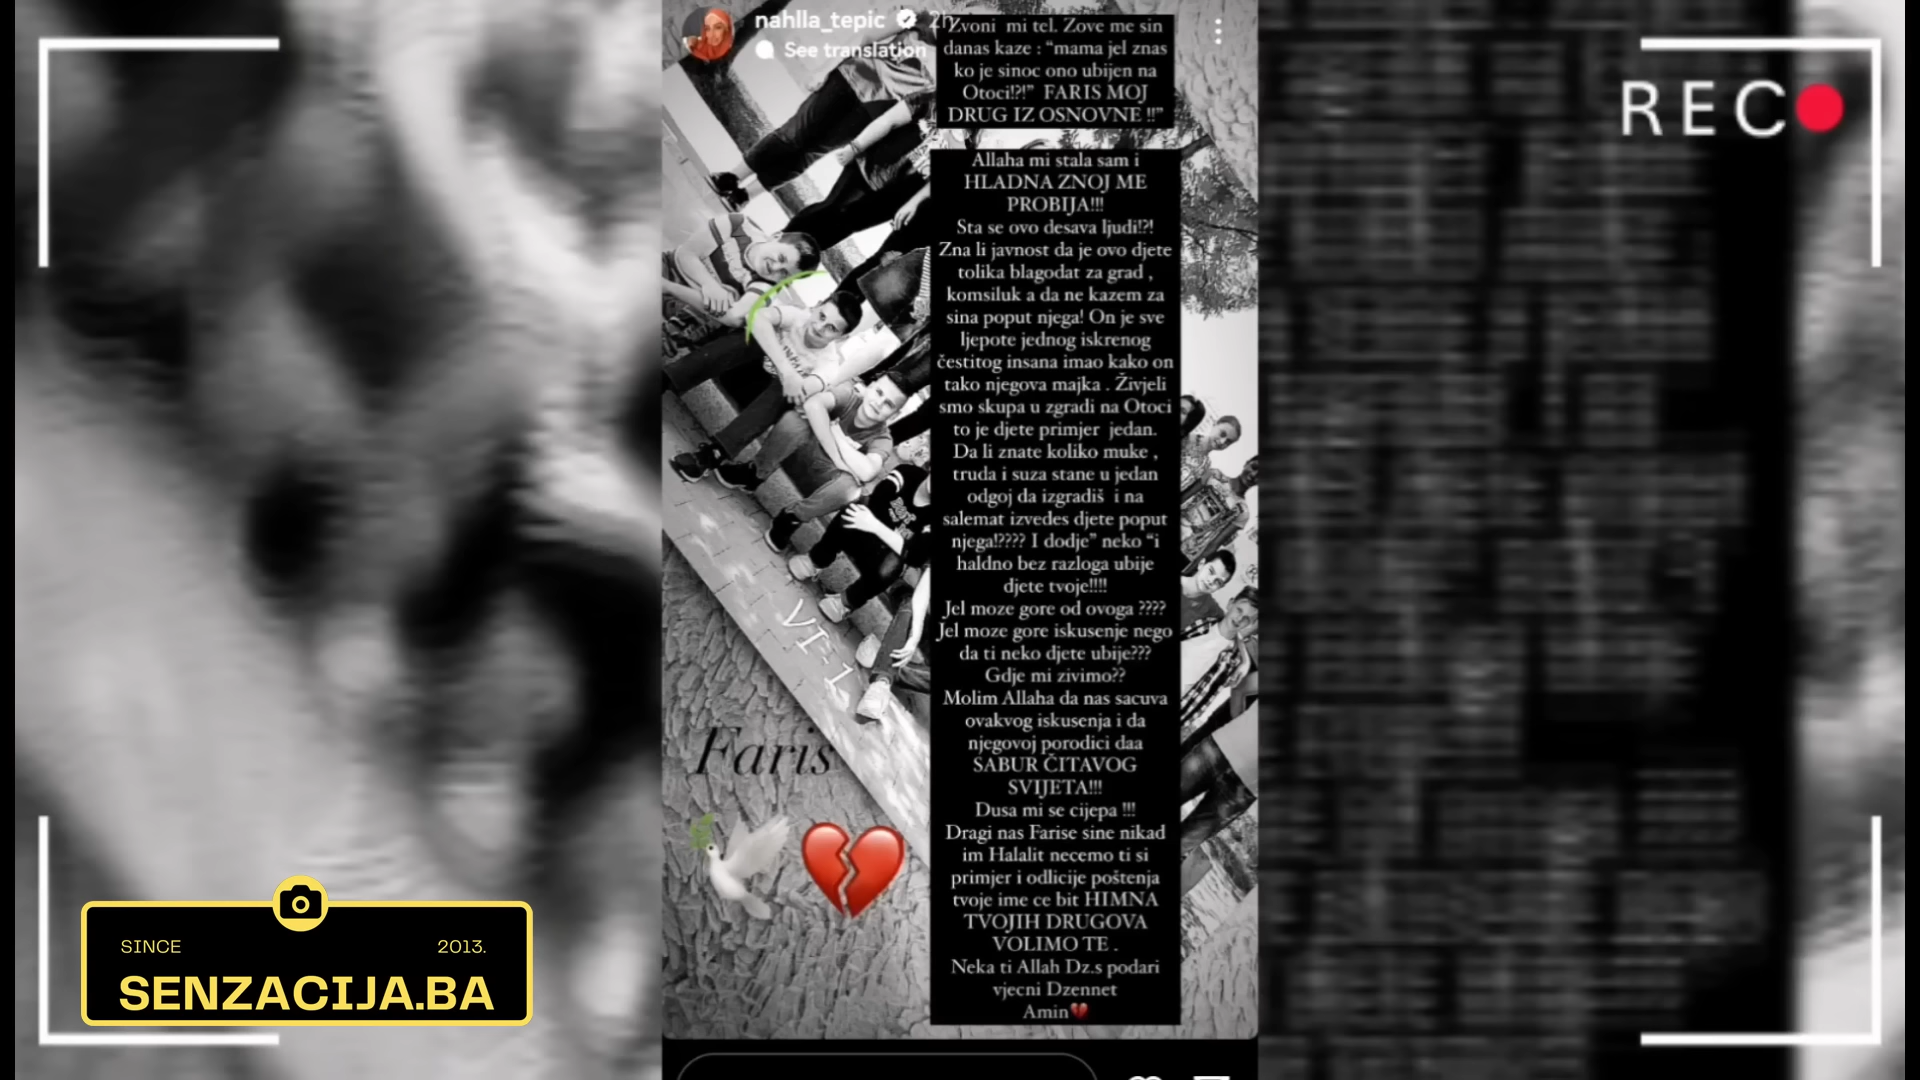 nahlla_tepic 2h
See translation
Zvoni mi tel. Zove me sin
danas kaze : “mama jel znas
ko je sinoc ono ubijen na
Otoci!?!” FARIS MOJ
DRUG IZ OSNOVNE !!”
Allaha mi stala sam i
HLADNA ZNOJ ME
PROBIJA!!!
Sta se ovo desava ljudi!?!
Zna li javnost da je ovo djete
tolika blagodat za grad ,
komsiluk a da ne kazem za
sina poput njega! On je sve
ljepote jednog iskrenog
čestitog insana imao kako on
tako njegova majka . Živjeli
smo skupa u zgradi na Otoci
to je djete primjer jedan.
Da li znate koliko muke ,
truda i suza stane u jedan
odgoj da izgradiš i na
salemat izvedes djete poput
njega!???? I dodje” neko “i
haldno bez razloga ubije
djete tvoje!!!!
Jel moze gore od ovoga ????
Jel moze gore iskusenje nego
da ti neko djete ubije???
Gdje mi zivimo??
Molim Allaha da nas sacuva
ovakvog iskusenja i da
njegovoj porodici daa
SABUR ČITAVOG
SVIJETA!!!
Dusa mi se cijepa !!!
Dragi nas Farise sine nikad
im Halalit necemo ti si
primjer i odlicije poštenja
tvoje ime ce bit HIMNA
TVOJIH DRUGOVA
VOLIMO TE .
Neka ti Allah Dz.s podari
vjecni Dzennet
Amin💔
VI-1
Faris
REC
SINCE 2013.
SENZACIJA.BA